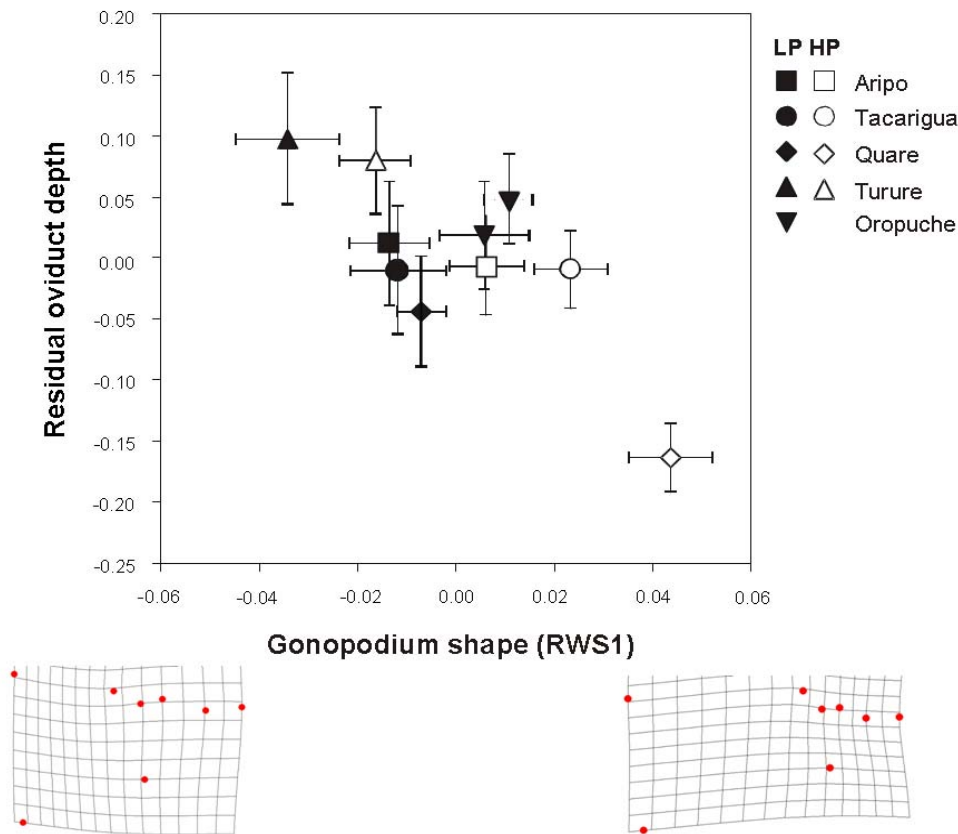 0.20
0.15
0.10
0.05
0.00
-0.05
-0.10
-0.15
-0.20
-0.25
Residual oviduct depth
-0.06
-0.04
-0.02
0.00
0.02
0.04
0.06
Gonopodium shape (RWS1)
LP HP
Aripo
Tacarigua
Quare
Turure
Oropuche